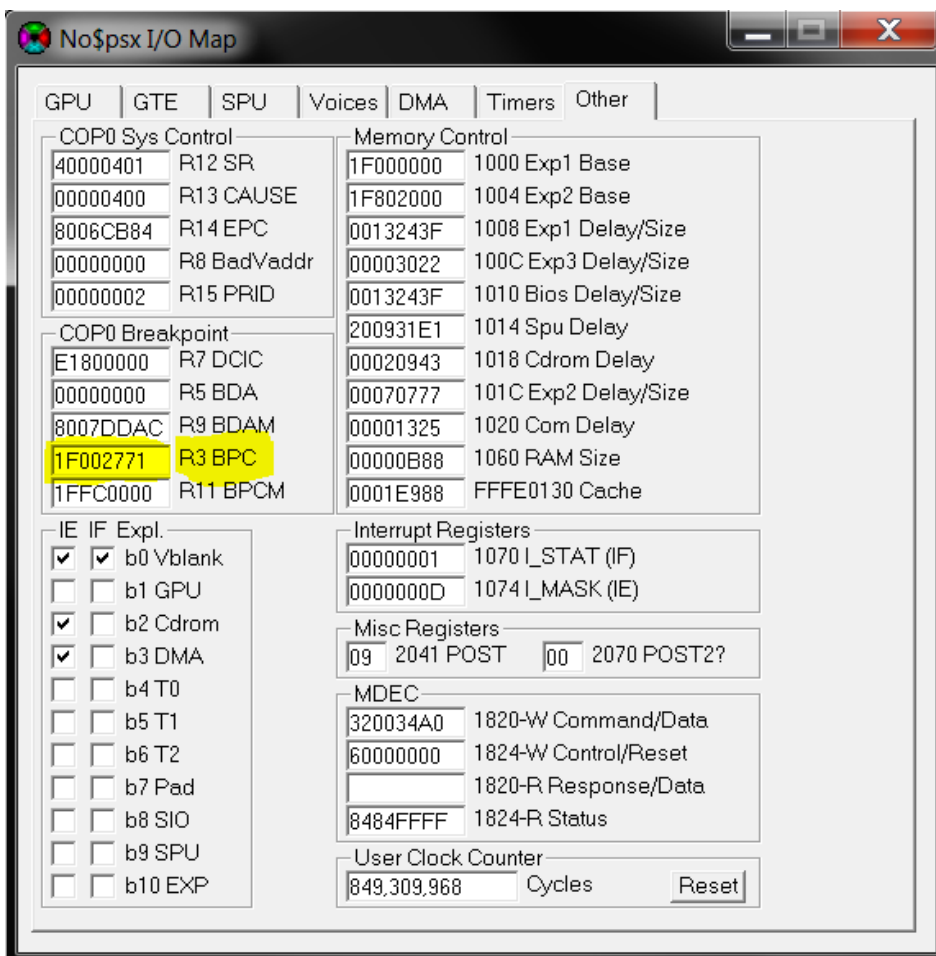 No$psx I/O Map
GPU GTE SPU Voices DMA Timers Other
COP0 Sys Control
40000401 R12 SR
00000400 R13 CAUSE
8006CB84 R14 EPC
00000000 R8 BadVaddr
00000002 R15 PRID
COP0 Breakpoint
E1800000 R7 DCIC
00000000 R5 BDA
8007DDAC R9 BDAM
1F002771 R3 BPC
1FFC0000 R11 BPCM
IE IF Expl.
b0 Vblank
b1 GPU
b2 Cdrom
b3 DMA
b4 T0
b5 T1
b6 T2
b7 Pad
b8 SIO
b9 SPU
b10 EXP
Memory Control
1F000000 1000 Exp1 Base
1F802000 1004 Exp2 Base
0013243F 1008 Exp1 Delay/Size
00003022 100C Exp3 Delay/Size
0013243F 1010 Bios Delay/Size
200931E1 1014 Spu Delay
00020943 1018 Cdrom Delay
00070777 101C Exp2 Delay/Size
00001325 1020 Com Delay
00000B88 1060 RAM Size
0001E988 FFFE0130 Cache
Interrupt Registers
00000001 1070 I_STAT (IF)
0000000D 1074 I_MASK (IE)
Misc Registers
09 2041 POST 00 2070 POST2?
MDEC
320034A0 1820-W Command/Data
60000000 1824-W Control/Reset
1820-R Response/Data
8484FFFF 1824-R Status
User Clock Counter
849,309,968 Cycles Reset